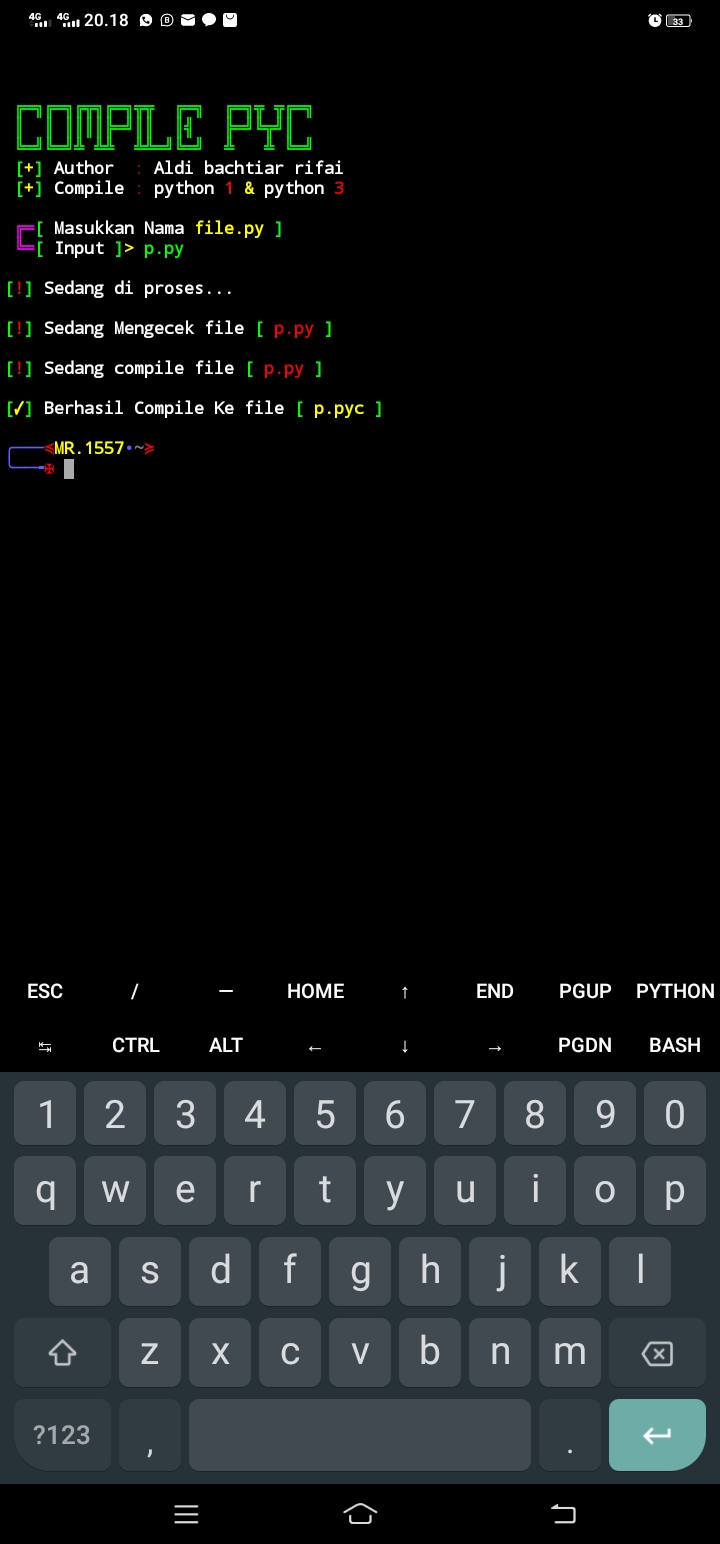 4G 4G 20.18 33
COMPILE PYC
[+] Author : Aldi bachtiar rifai
[+] Compile : python 1 & python 3
[ Masukkan Nama file.py ]
[ Input ]> p.py
[!] Sedang di proses...
[!] Sedang Mengecek file [ p.py ]
[!] Sedang compile file [ p.py ]
[✓] Berhasil Compile Ke file [ p.pyc ]
MR.1557•~
ESC / — HOME ↑ END PGUP PYTHON
↹ CTRL ALT ← ↓ → PGDN BASH
1 2 3 4 5 6 7 8 9 0
q w e r t y u i o p
a s d f g h j k l
z x c v b n m
?123 , .